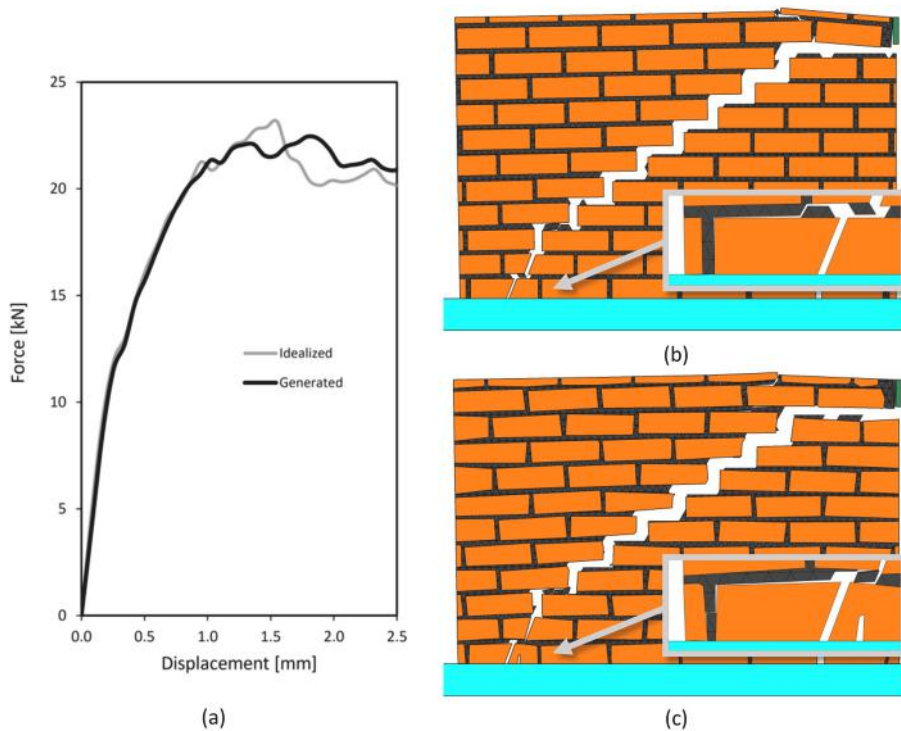 25
20
15
10
5
0
Force [kN]
Idealized
Generated
0.0 0.5 1.0 1.5 2.0 2.5
Displacement [mm]
(a)
(b)
(c)